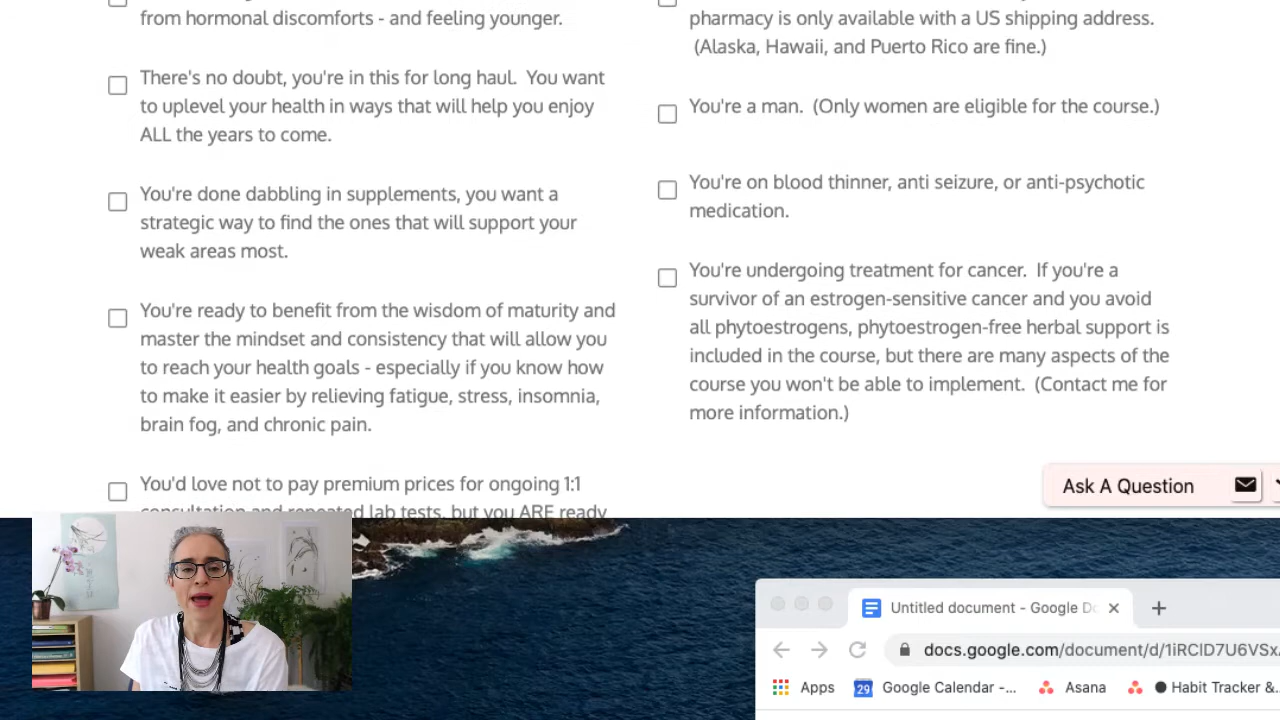 from hormonal discomforts - and feeling younger.
There's no doubt, you're in this for long haul.  You want
to uplevel your health in ways that will help you enjoy
ALL the years to come.
You're done dabbling in supplements, you want a
strategic way to find the ones that will support your
weak areas most.
You're ready to benefit from the wisdom of maturity and
master the mindset and consistency that will allow you
to reach your health goals - especially if you know how
to make it easier by relieving fatigue, stress, insomnia,
brain fog, and chronic pain.
You'd love not to pay premium prices for ongoing 1:1
consultation and repeated lab tests, but you ARE ready
pharmacy is only available with a US shipping address.
(Alaska, Hawaii, and Puerto Rico are fine.)
You're a man.  (Only women are eligible for the course.)
You're on blood thinner, anti seizure, or anti-psychotic
medication.
You're undergoing treatment for cancer.  If you're a
survivor of an estrogen-sensitive cancer and you avoid
all phytoestrogens, phytoestrogen-free herbal support is
included in the course, but there are many aspects of the
course you won't be able to implement.  (Contact me for
more information.)
Ask A Question
Untitled document - Google Do
docs.google.com/document/d/1iRClD7U6VSx
Apps
29
Google Calendar -...
Asana
Habit Tracker &...